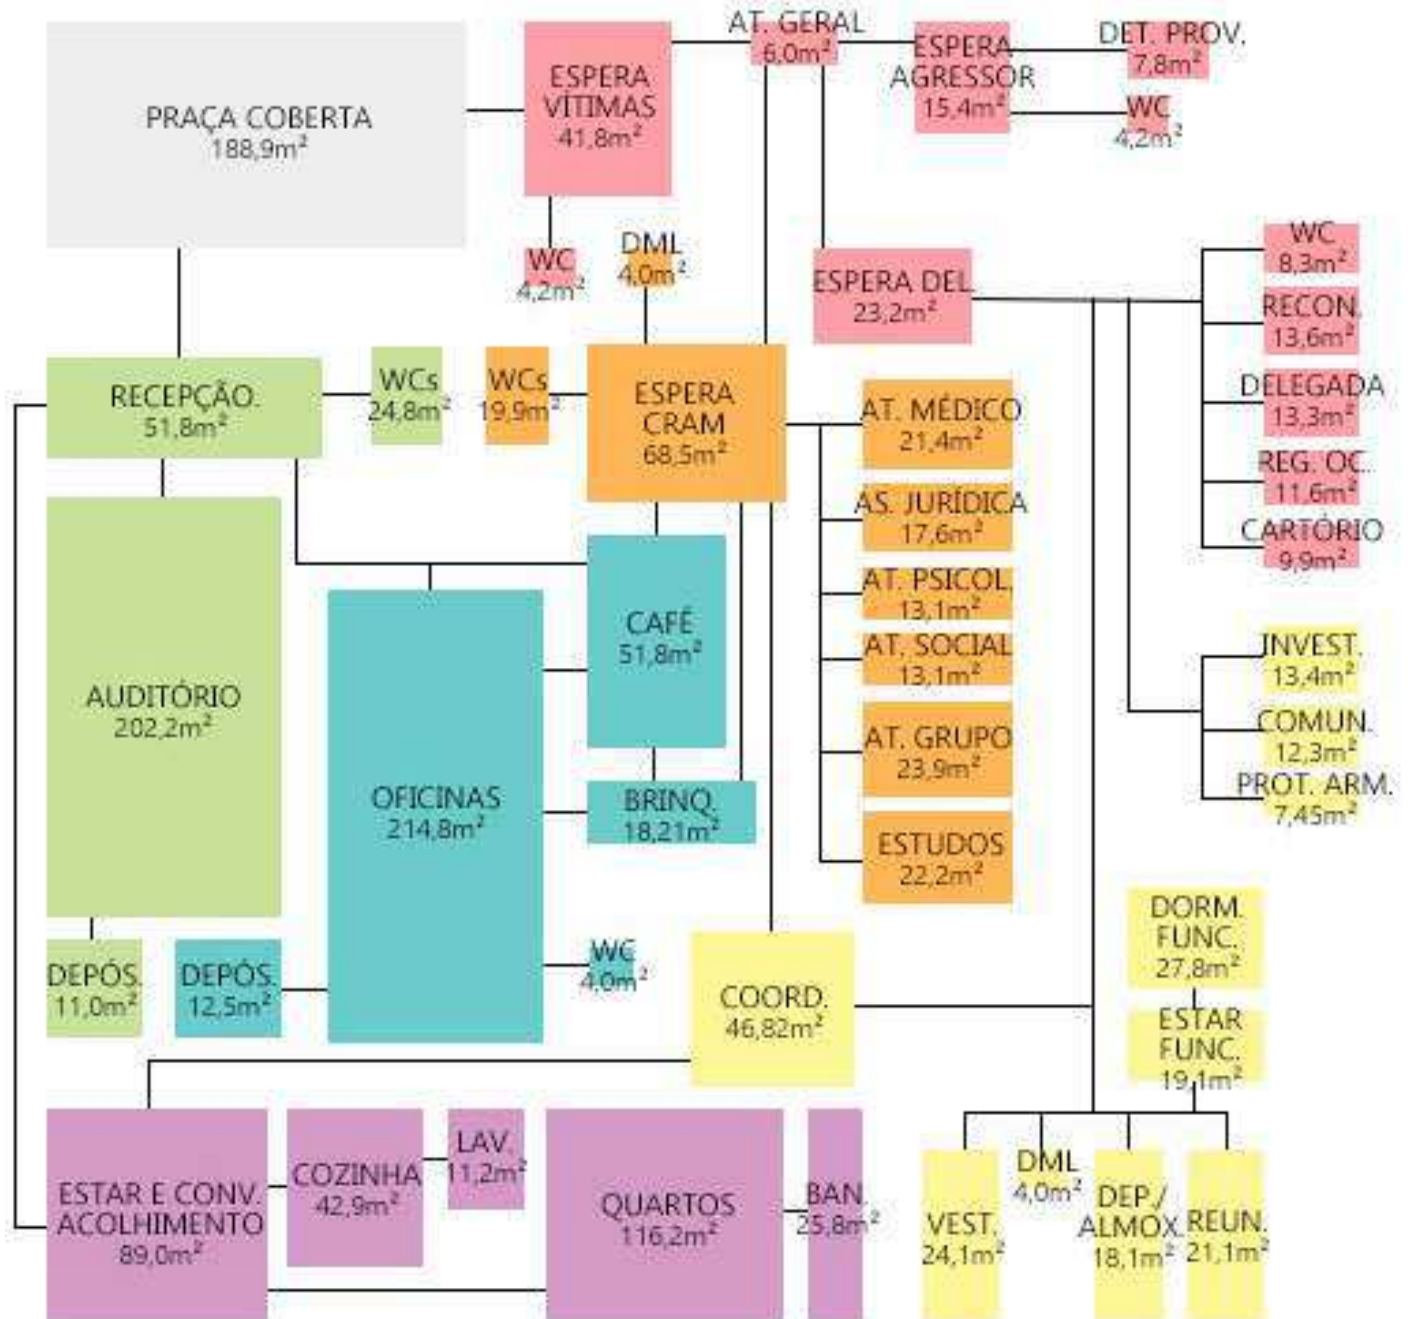 PRAÇA COBERTA
188,9m²
ESPERA
VÍTIMAS
41,8m²
AT. GERAL
6,0m²
ESPERA
AGRESSOR
15,4m²
DET. PROV.
7,8m²
WC
4,2m²
WC
4,2m²
DML
4,0m²
ESPERA DEL.
23,2m²
WC
8,3m²
RECON.
13,6m²
DELEGADA
13,3m²
REG. OC.
11,6m²
CARTÓRIO
9,9m²
RECEPÇÃO.
51,8m²
WCs
24,8m²
WCs
19,9m²
ESPERA
CRAM
68,5m²
AT. MÉDICO
21,4m²
AS. JURÍDICA
17,6m²
AT. PSICOL.
13,1m²
AT. SOCIAL
13,1m²
AT. GRUPO
23,9m²
ESTUDOS
22,2m²
INVEST.
13,4m²
COMUN.
12,3m²
PROT. ARM.
7,45m²
AUDITÓRIO
202,2m²
OFICINAS
214,8m²
CAFÉ
51,8m²
BRINQ.
18,21m²
DEPÓS.
11,0m²
DEPÓS.
12,5m²
WC
4,0m²
COORD.
46,82m²
DORM.
FUNC.
27,8m²
ESTAR
FUNC.
19,1m²
ESTAR E CONV.
ACOLHIMENTO
89,0m²
COZINHA
42,9m²
LAV.
11,2m²
QUARTOS
116,2m²
BAN.
25,8m²
VEST.
24,1m²
DML
4,0m²
DEP./
ALMOX.
18,1m²
REUN.
21,1m²